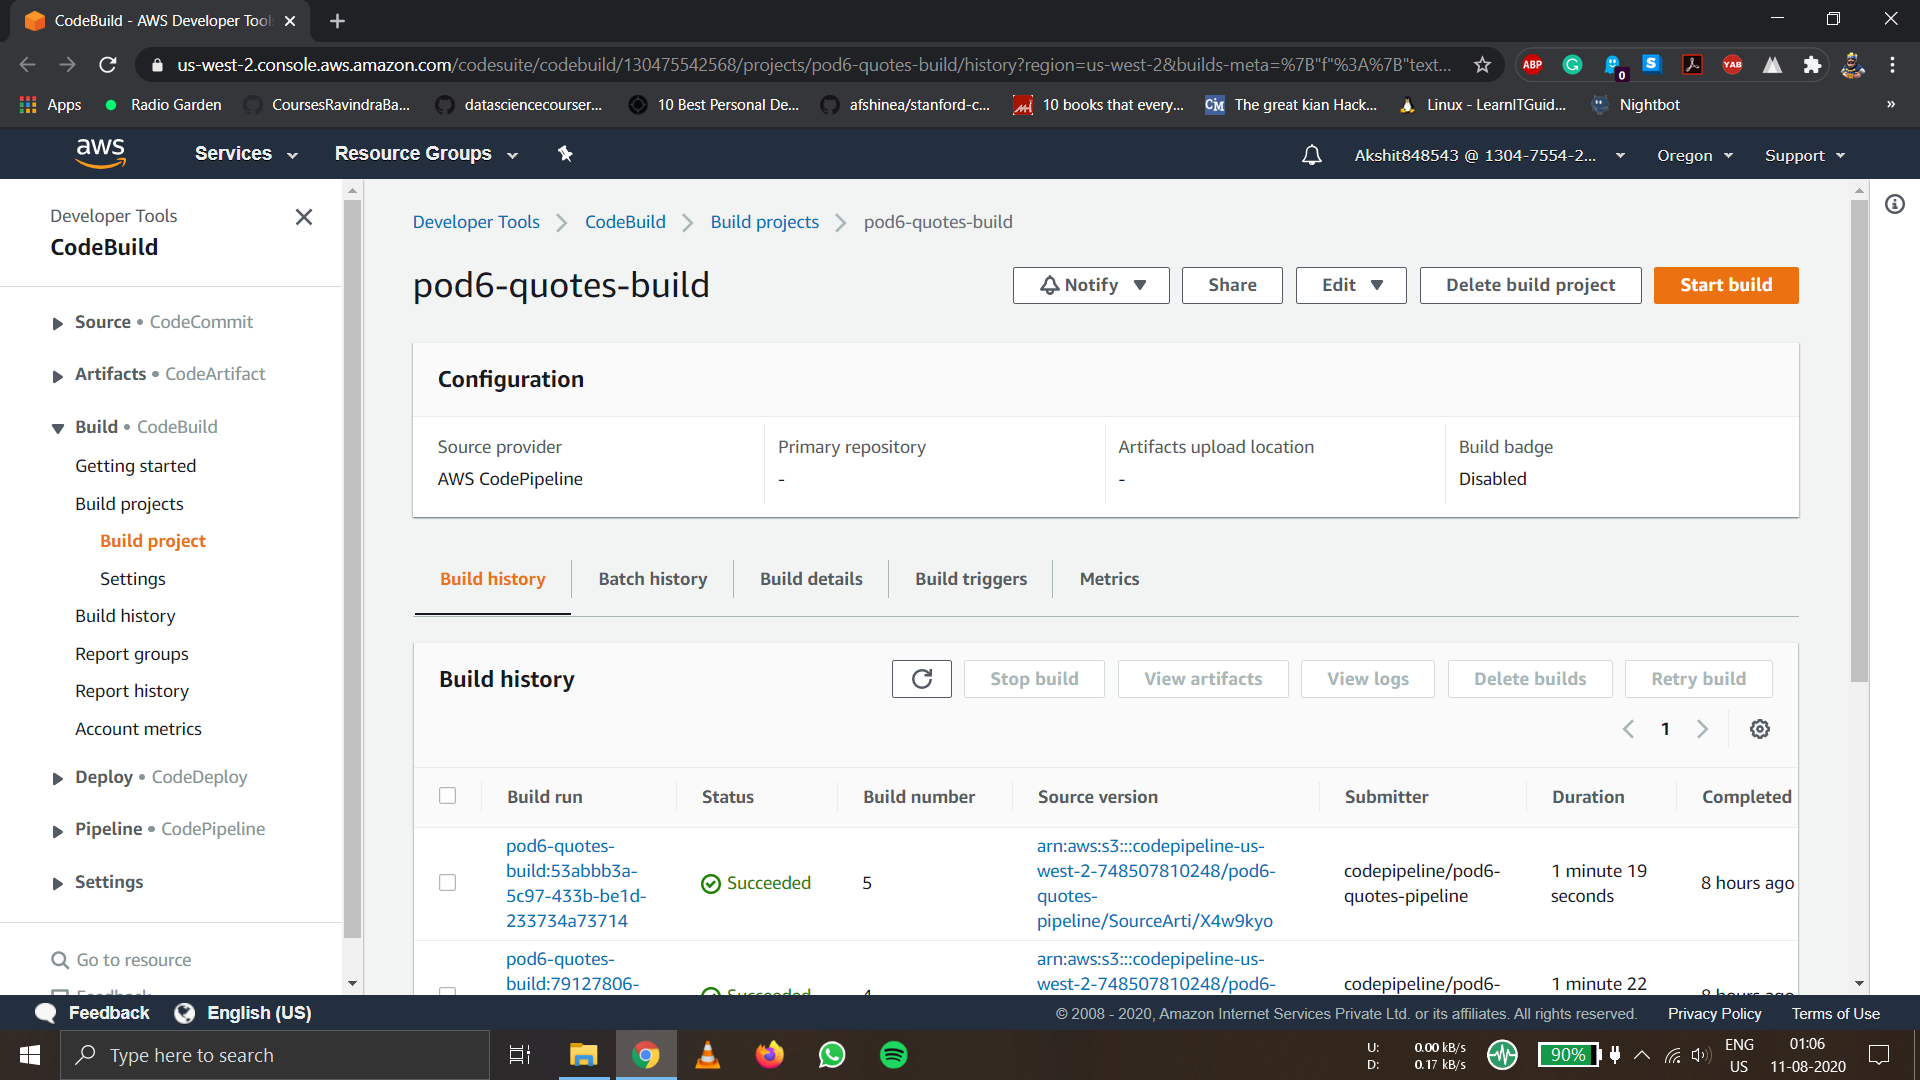 CodeBuild - AWS Developer Tool
us-west-2.console.aws.amazon.com/codesuite/codebuild/130475542568/projects/pod6-quotes-build/history?region=us-west-2&builds-meta=%7B"f"%3A%7B"text...
ABP
0
S
YAB
Apps
Radio Garden
CoursesRavindraBa...
datasciencecourser...
10 Best Personal De...
afshinea/stanford-c...
10 books that every...
CM
The great kian Hack...
Linux - LearnITGuid...
Nightbot
»
aws
Services
Resource Groups
Akshit848543 @ 1304-7554-2...
Oregon
Support
Developer Tools
CodeBuild
Source • CodeCommit
Artifacts • CodeArtifact
Build • CodeBuild
Getting started
Build projects
Build project
Settings
Build history
Report groups
Report history
Account metrics
Deploy • CodeDeploy
Pipeline • CodePipeline
Settings
Go to resource
Feedback
Developer Tools
CodeBuild
Build projects
pod6-quotes-build
pod6-quotes-build
Notify
Share
Edit
Delete build project
Start build
Configuration
Source provider
AWS CodePipeline
Primary repository
-
Artifacts upload location
-
Build badge
Disabled
Build history
Batch history
Build details
Build triggers
Metrics
Build history
Stop build
View artifacts
View logs
Delete builds
Retry build
1
Build run
Status
Build number
Source version
Submitter
Duration
Completed
pod6-quotes-
build:53abbb3a-
5c97-433b-be1d-
233734a73714
Succeeded
5
arn:aws:s3:::codepipeline-us-
west-2-748507810248/pod6-
quotes-
pipeline/SourceArti/X4w9kyo
codepipeline/pod6-
quotes-pipeline
1 minute 19
seconds
8 hours ago
pod6-quotes-
build:79127806-
Succeeded
4
arn:aws:s3:::codepipeline-us-
west-2-748507810248/pod6-
codepipeline/pod6-
1 minute 22
8 hours ago
Feedback
English (US)
© 2008 - 2020, Amazon Internet Services Private Ltd. or its affiliates. All rights reserved.
Privacy Policy
Terms of Use
Type here to search
U: 0.00 kB/s
D: 0.17 kB/s
90%
ENG
US
01:06
11-08-2020